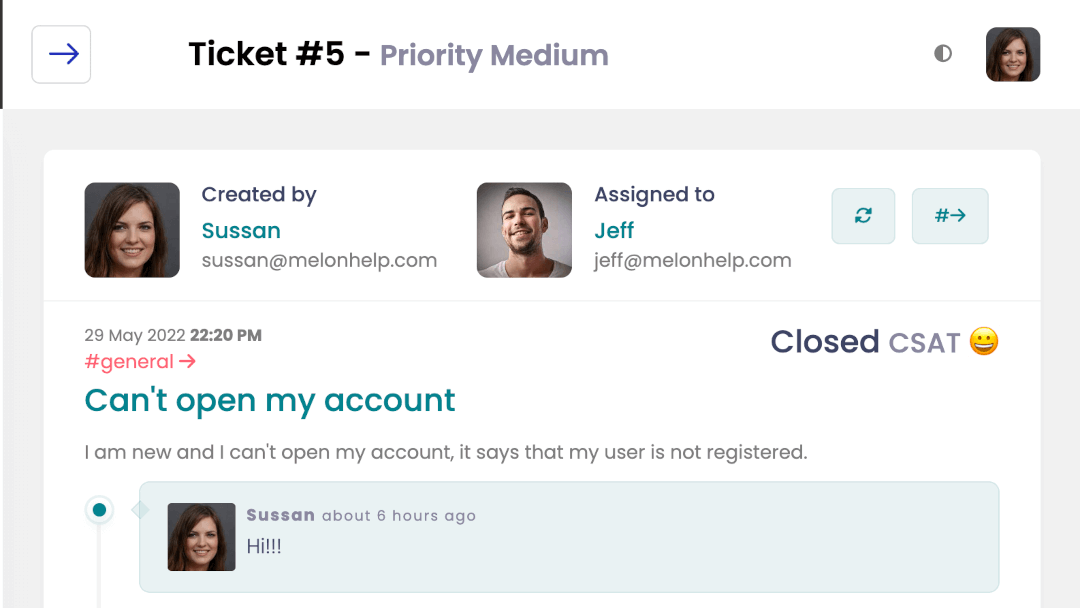 Ticket #5 - Priority Medium
Created by
Sussan
sussan@melonhelp.com
Assigned to
Jeff
jeff@melonhelp.com
#→
29 May 2022 22:20 PM
#general →
Closed CSAT 😀
Can't open my account
I am new and I can't open my account, it says that my user is not registered.
Sussan about 6 hours ago
Hi!!!